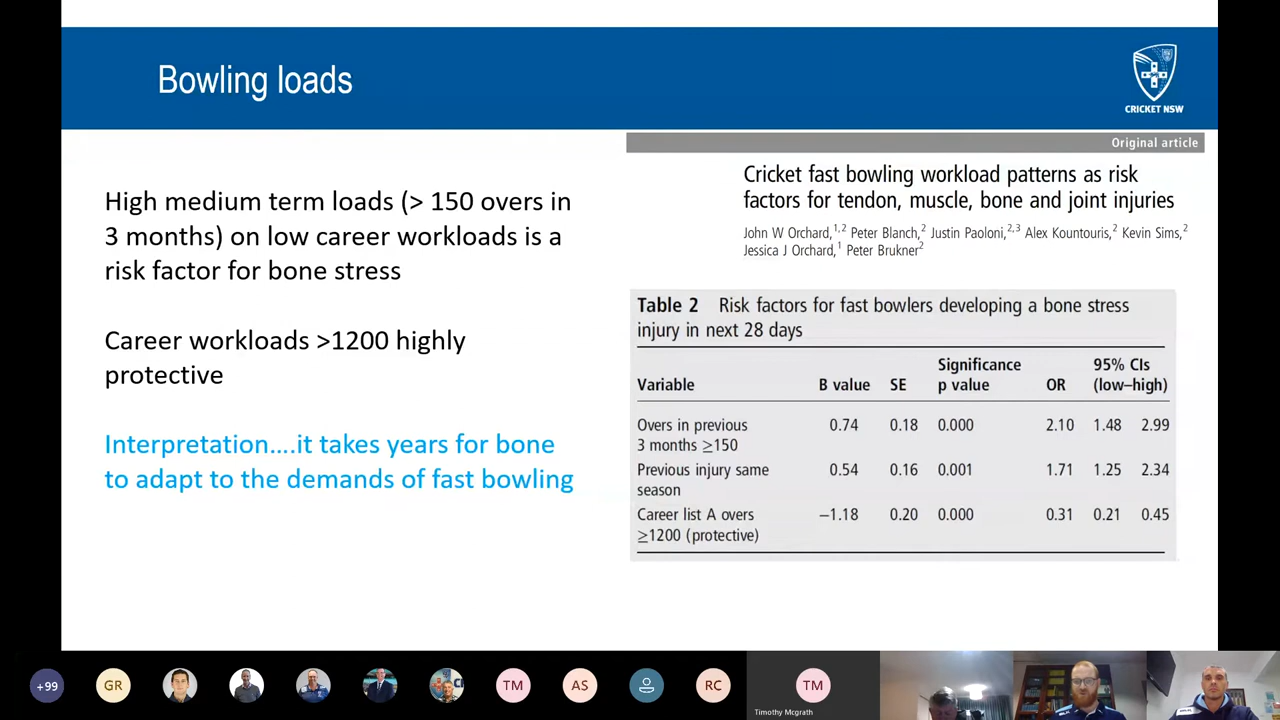 Bowling loads
CRICKET NSW
Original article
Cricket fast bowling workload patterns as risk
factors for tendon, muscle, bone and joint injuries
John W Orchard,1,2 Peter Blanch,2 Justin Paoloni,2,3 Alex Kountouris,2 Kevin Sims,2
Jessica J Orchard,1 Peter Brukner2
High medium term loads (> 150 overs in
3 months) on low career workloads is a
risk factor for bone stress
Career workloads >1200 highly
protective
Interpretation....it takes years for bone
to adapt to the demands of fast bowling
Table 2 Risk factors for fast bowlers developing a bone stress
injury in next 28 days
Significance 95% CIs
Variable B value SE p value OR (low–high)
Overs in previous 0.74 0.18 0.000 2.10 1.48 2.99
3 months ≥150
Previous injury same 0.54 0.16 0.001 1.71 1.25 2.34
season
Career list A overs −1.18 0.20 0.000 0.31 0.21 0.45
≥1200 (protective)
+99 GR TM AS RC TM
Timothy Mcgrath